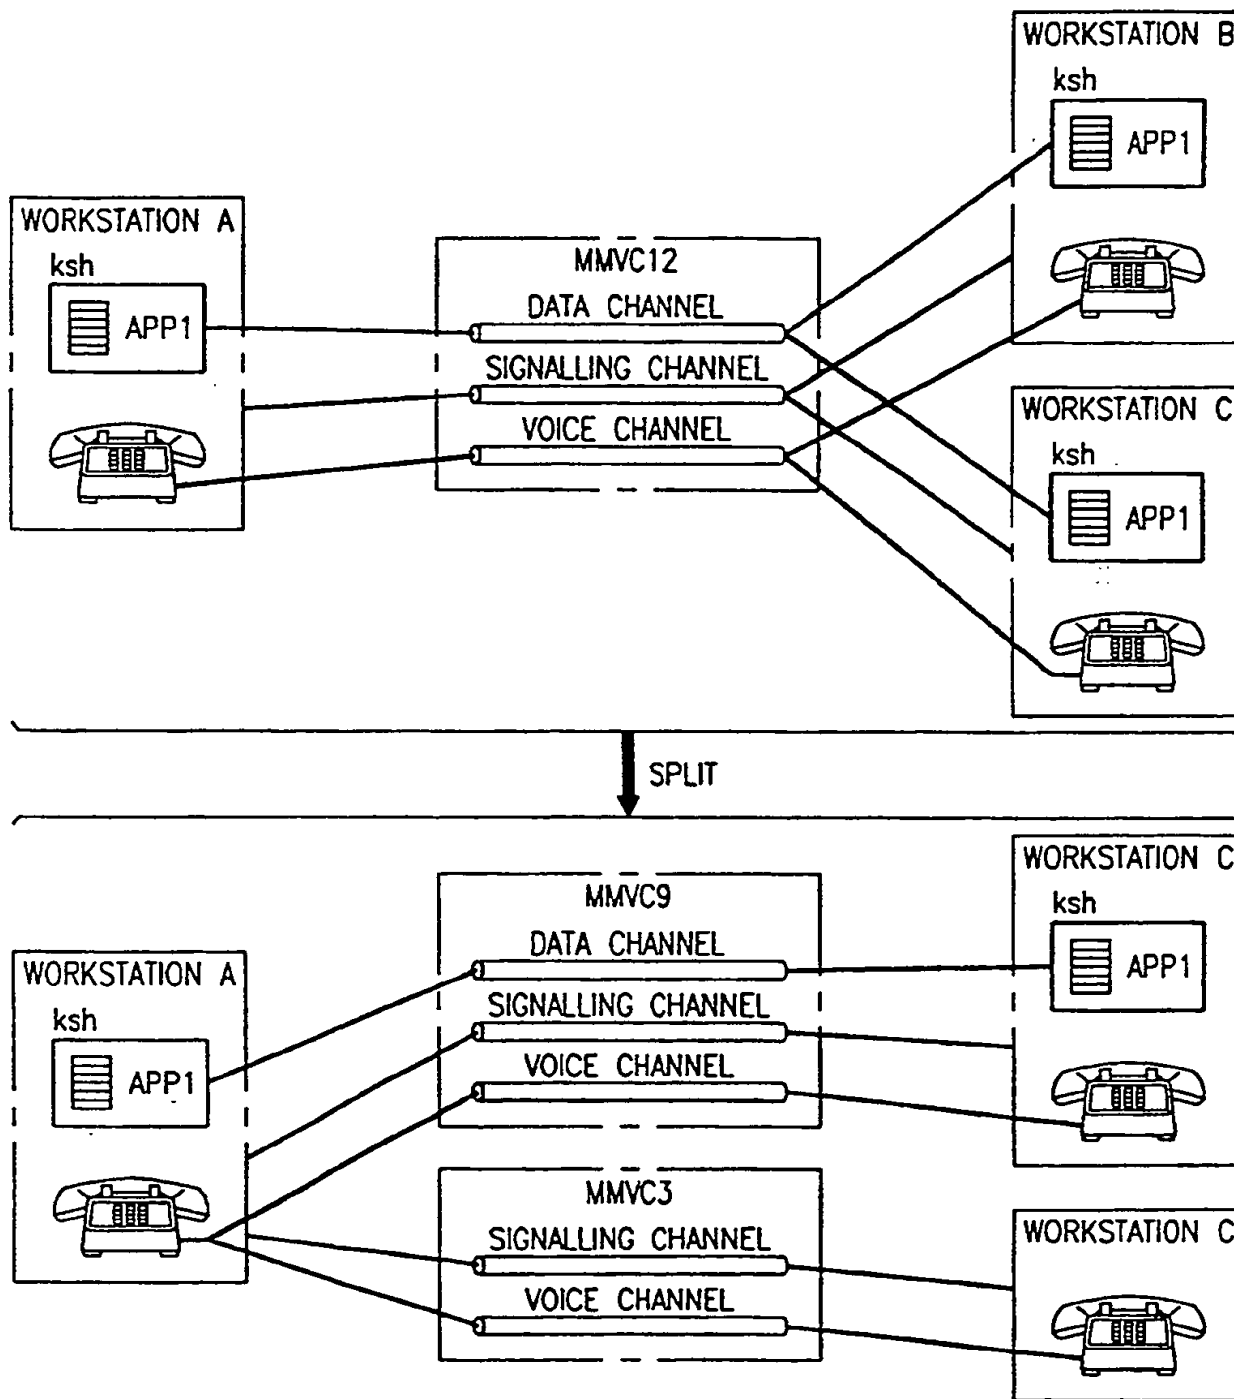 WORKSTATION B
ksh
APP1
WORKSTATION A
ksh
APP1
MMVC12
DATA CHANNEL
SIGNALLING CHANNEL
VOICE CHANNEL
WORKSTATION C
ksh
APP1
SPLIT
WORKSTATION C
ksh
APP1
MMVC9
DATA CHANNEL
SIGNALLING CHANNEL
VOICE CHANNEL
WORKSTATION A
ksh
APP1
MMVC3
SIGNALLING CHANNEL
VOICE CHANNEL
WORKSTATION C